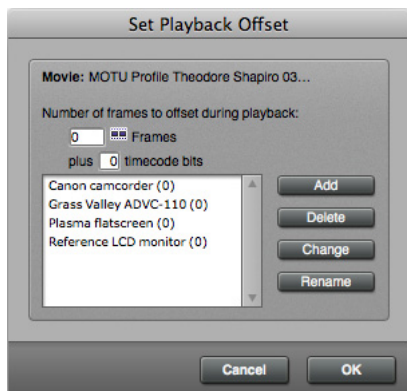 Set Playback Offset
Movie: MOTU Profile Theodore Shapiro 03...
Number of frames to offset during playback:
0 Frames
plus 0 timecode bits
Canon camcorder (0)
Grass Valley ADVC-110 (0)
Plasma flatscreen (0)
Reference LCD monitor (0)
Add
Delete
Change
Rename
Cancel OK